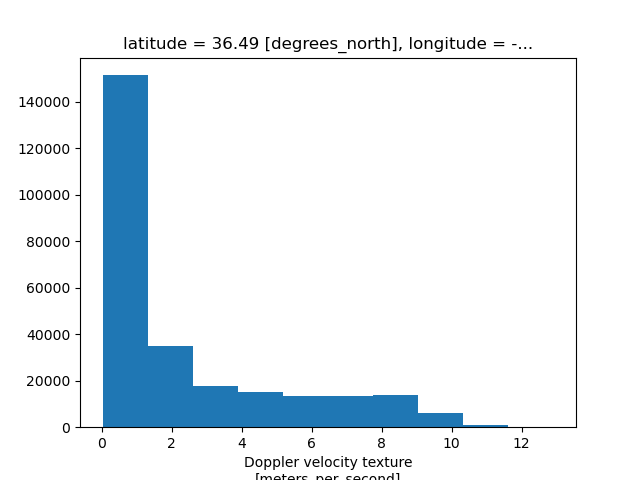 latitude = 36.49 [degrees_north], longitude = -...
140000
120000
100000
80000
60000
40000
20000
0
0 2 4 6 8 10 12
Doppler velocity texture
[meters_per_second]